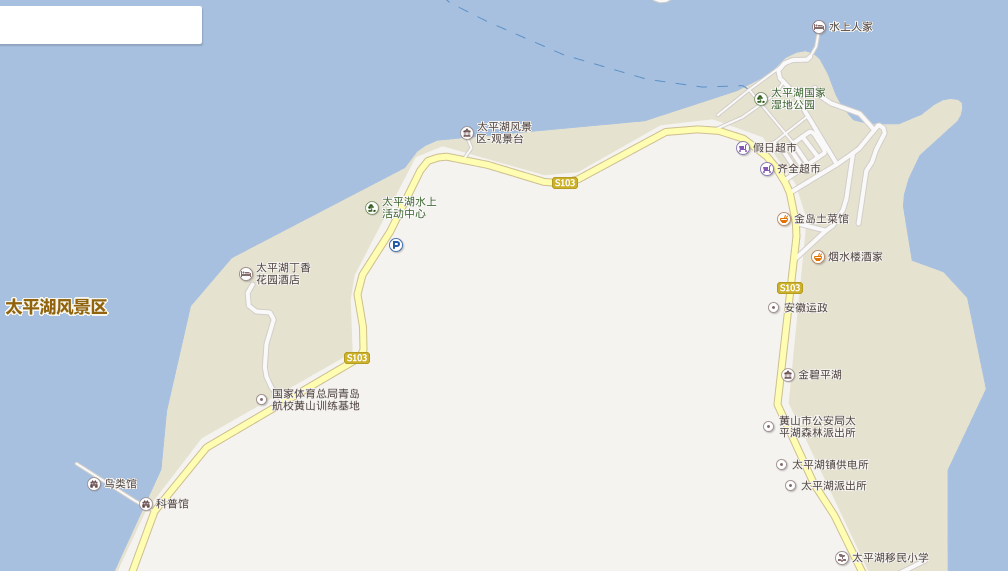 水上人家
太平湖国家
湿地公园
太平湖风景
区-观景台
假日超市
齐全超市
S103
太平湖水上
活动中心
金岛土菜馆
P
烟水楼酒家
太平湖丁香
花园酒店
S103
太平湖风景区
安徽运政
S103
金碧平湖
国家体育总局青岛
航校黄山训练基地
黄山市公安局太
平湖森林派出所
太平湖镇供电所
鸟类馆
太平湖派出所
科普馆
太平湖移民小学